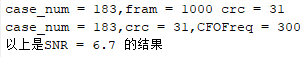 case_num = 183,fram = 1000 crc = 31
case_num = 183,crc = 31,CFOFreq = 300
以上是SNR = 6.7 的结果